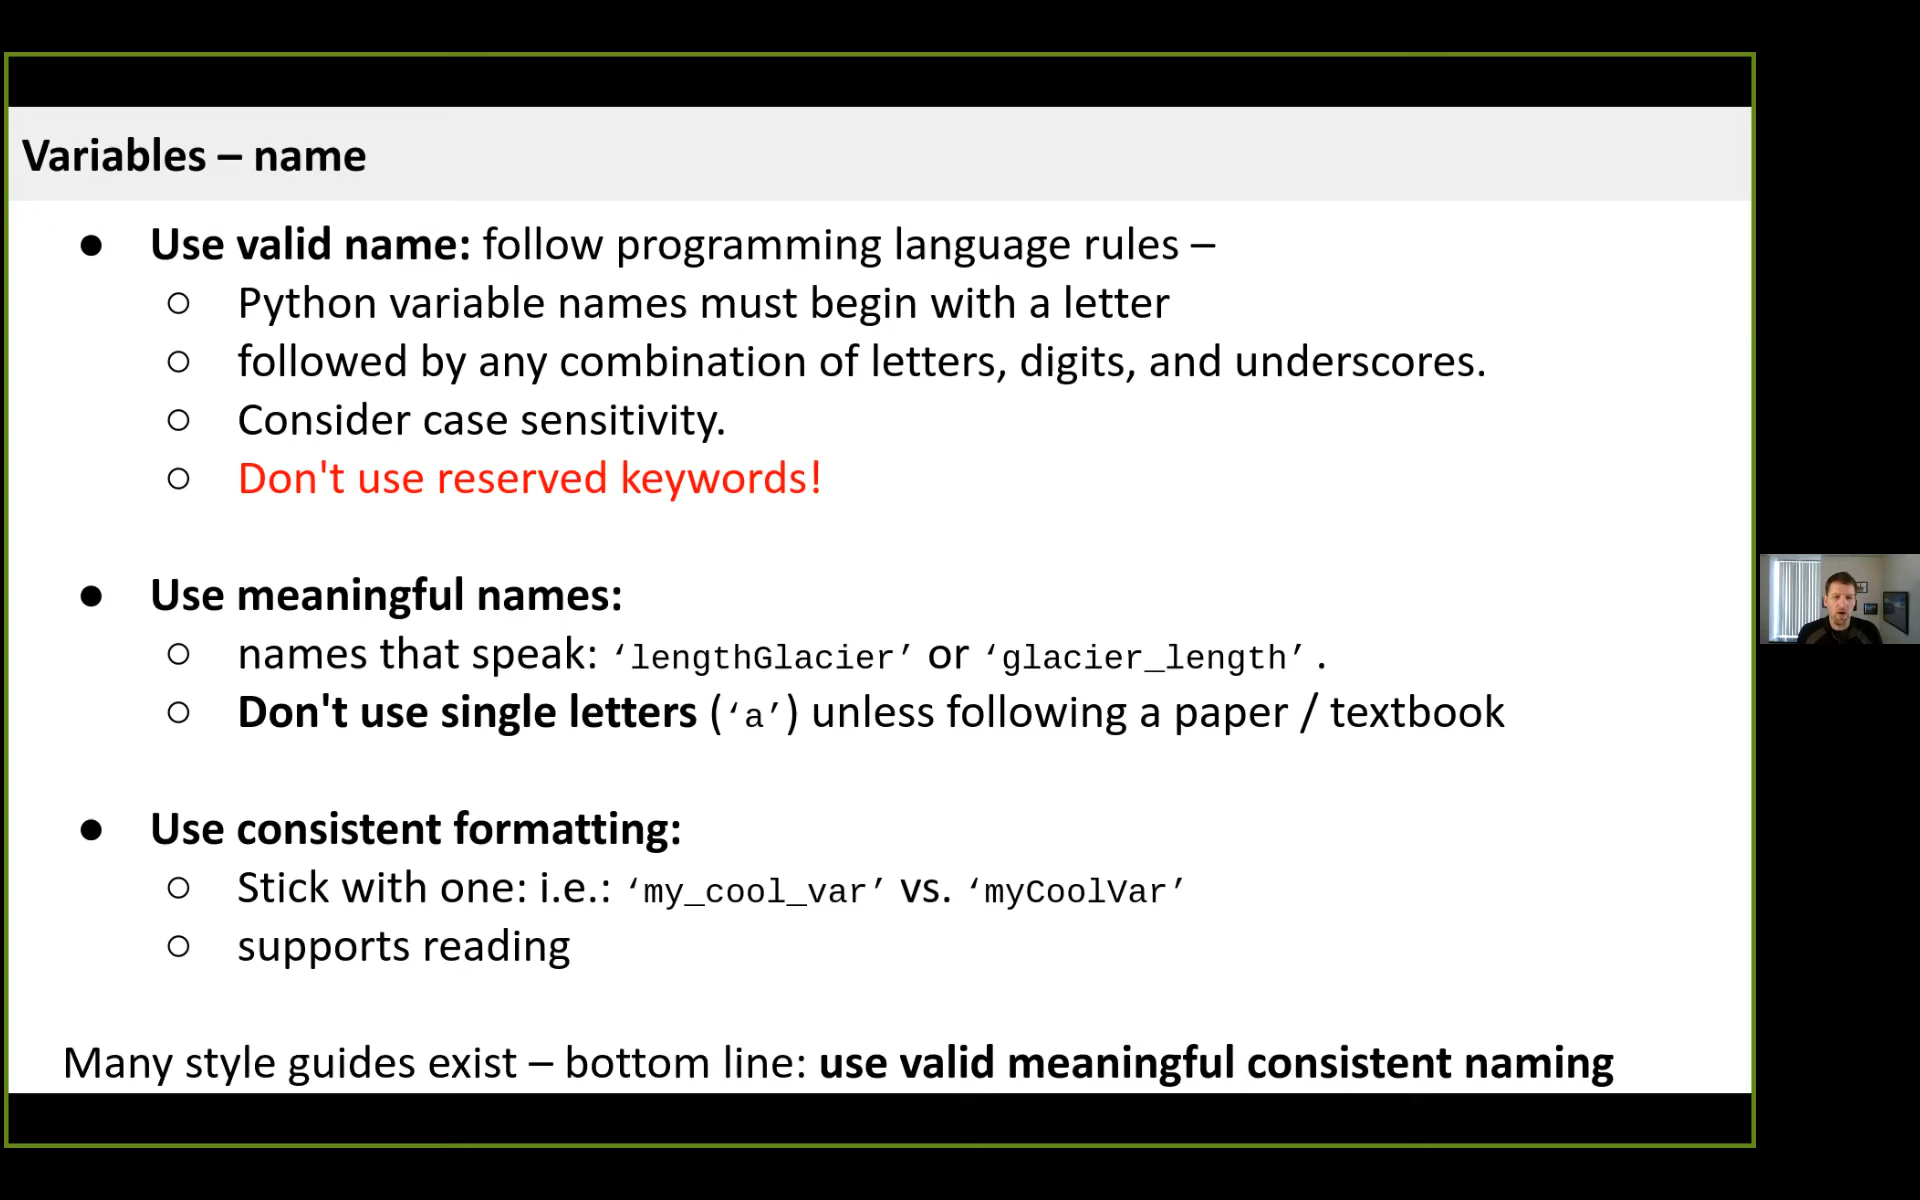 Variables – name
● Use valid name: follow programming language rules –
○ Python variable names must begin with a letter
○ followed by any combination of letters, digits, and underscores.
○ Consider case sensitivity.
○ Don't use reserved keywords!
● Use meaningful names:
○ names that speak: ‘lengthGlacier’ or ‘glacier_length’.
○ Don't use single letters (‘a’) unless following a paper / textbook
● Use consistent formatting:
○ Stick with one: i.e.: ‘my_cool_var’ vs. ‘myCoolVar’
○ supports reading
Many style guides exist – bottom line: use valid meaningful consistent naming